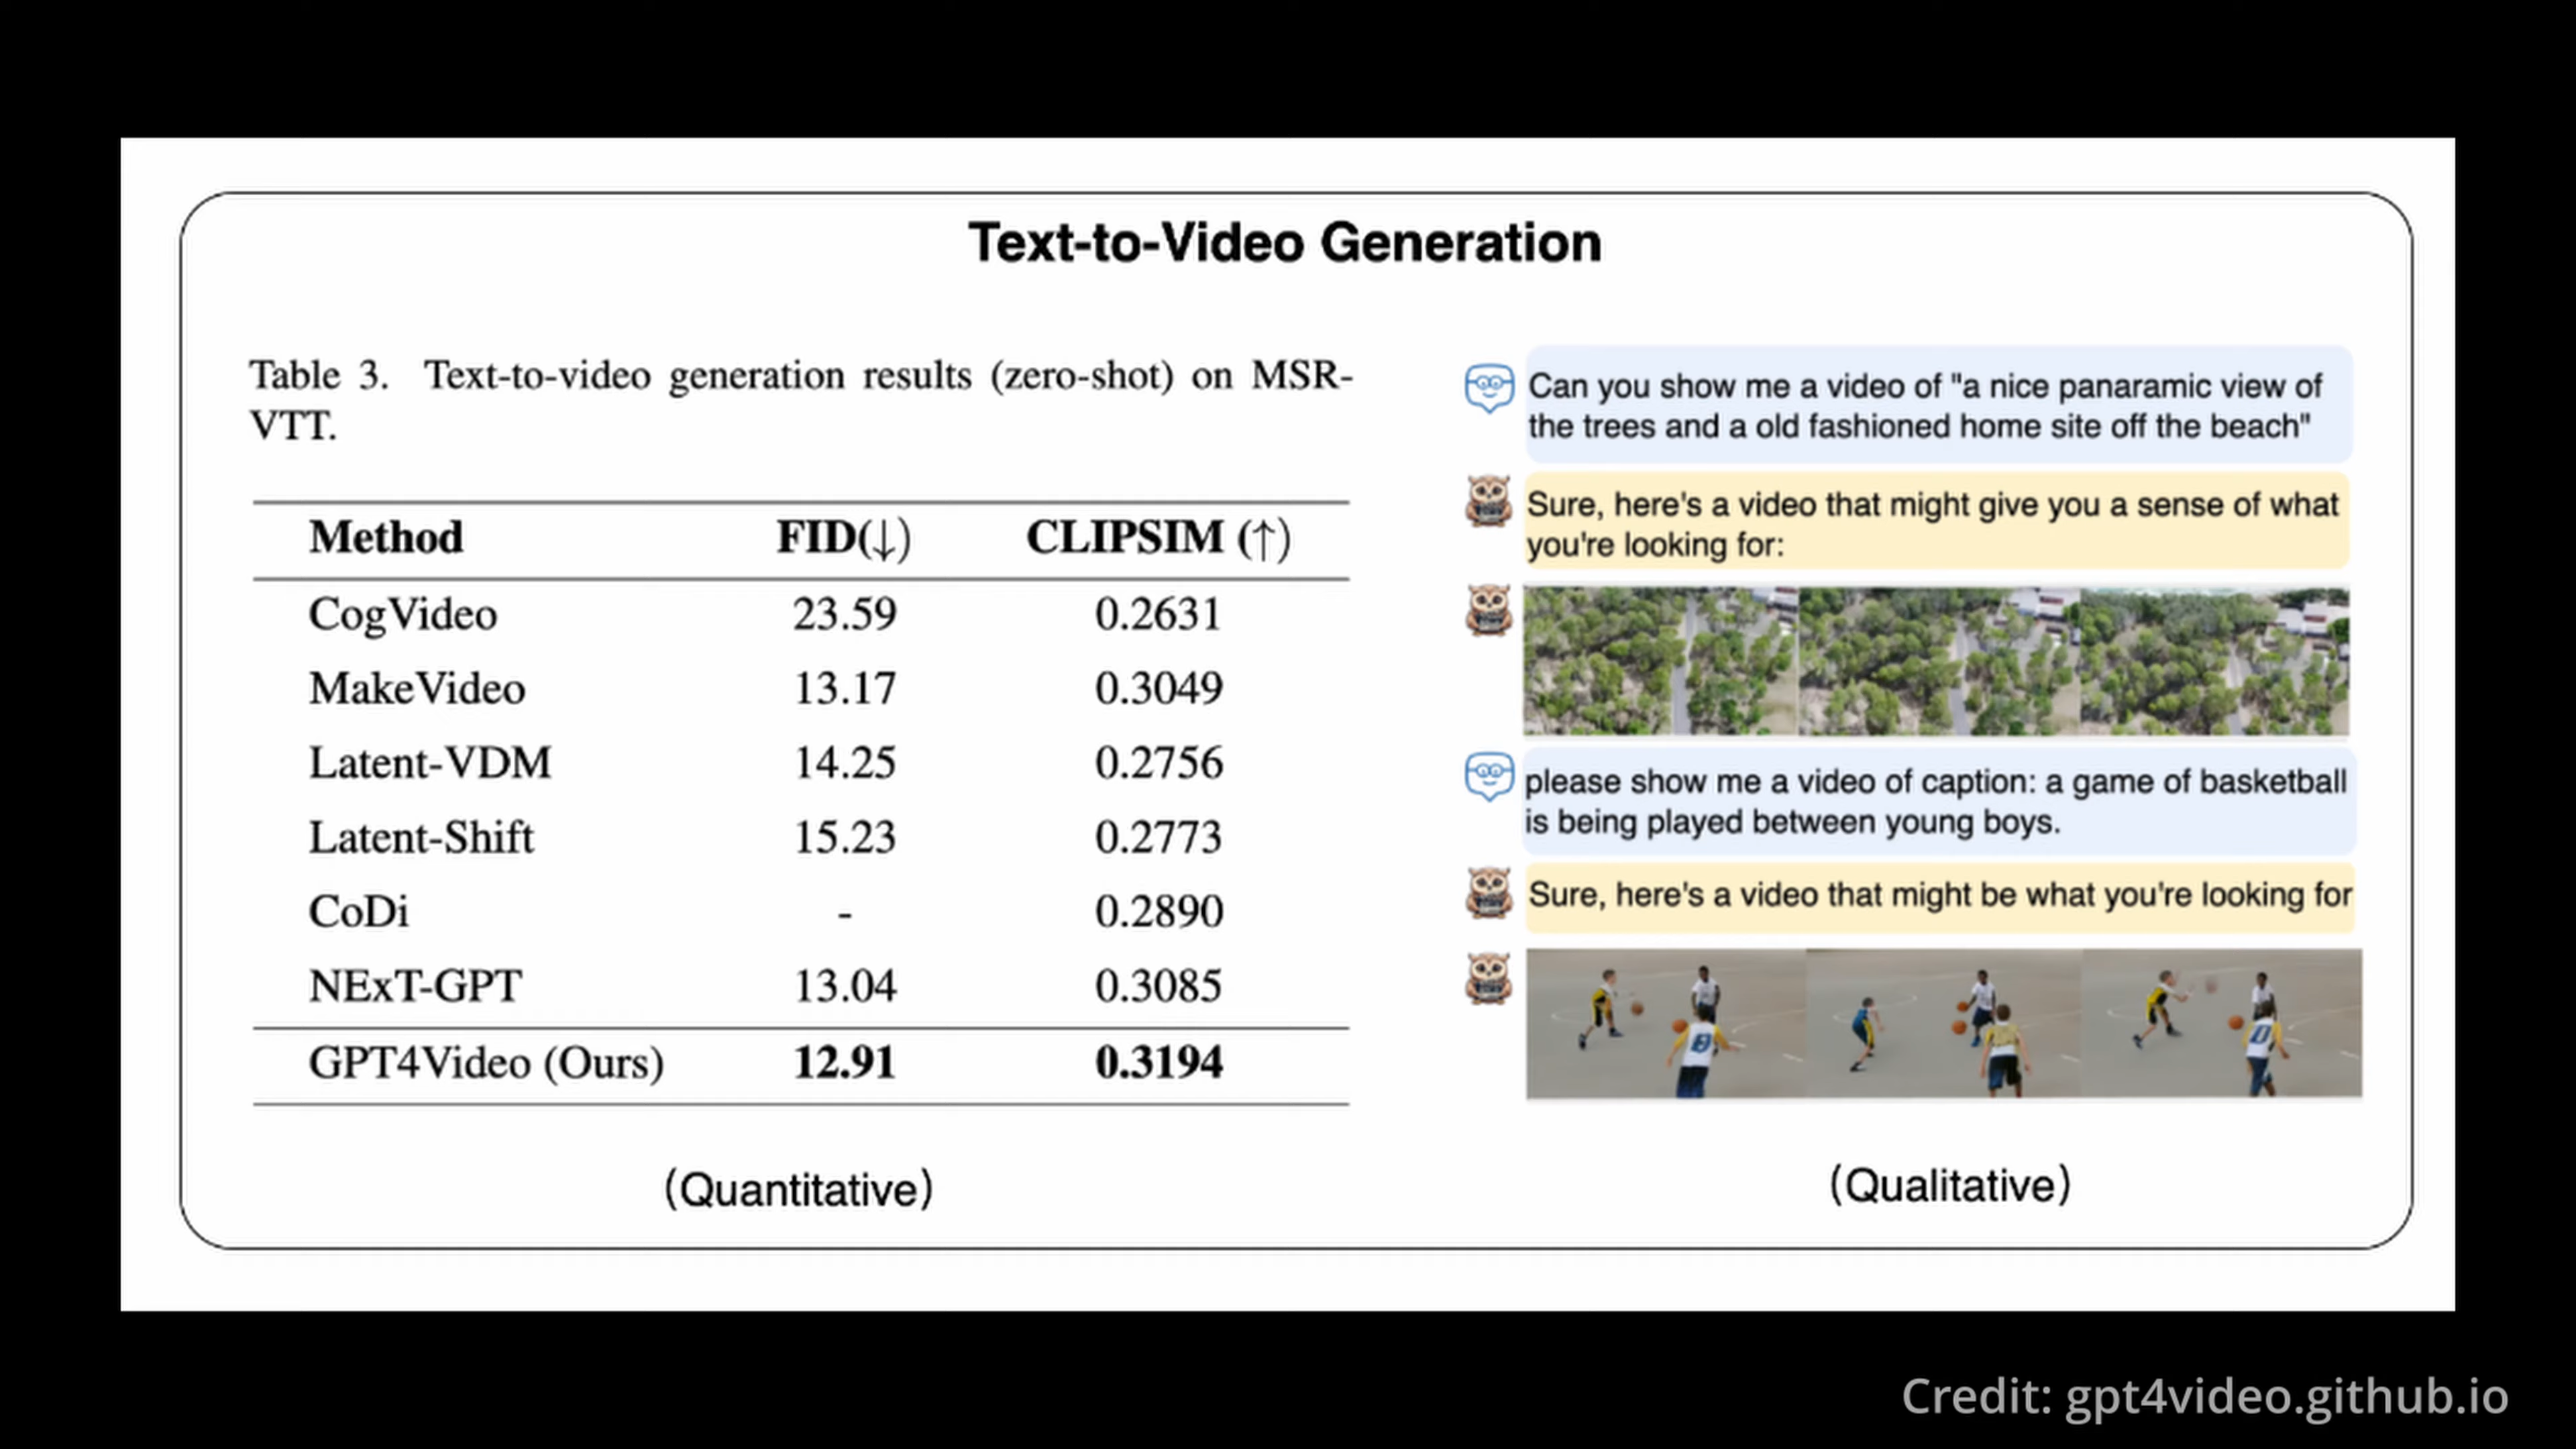 Text-to-Video Generation
Table 3. Text-to-video generation results (zero-shot) on MSR-
VTT.
Method FID(↓) CLIPSIM (↑)
CogVideo 23.59 0.2631
MakeVideo 13.17 0.3049
Latent-VDM 14.25 0.2756
Latent-Shift 15.23 0.2773
CoDi - 0.2890
NExT-GPT 13.04 0.3085
GPT4Video (Ours) 12.91 0.3194
(Quantitative)
Can you show me a video of "a nice panaramic view of
the trees and a old fashioned home site off the beach"
Sure, here's a video that might give you a sense of what
you're looking for:
please show me a video of caption: a game of basketball
is being played between young boys.
Sure, here's a video that might be what you're looking for
(Qualitative)
Credit: gpt4video.github.io